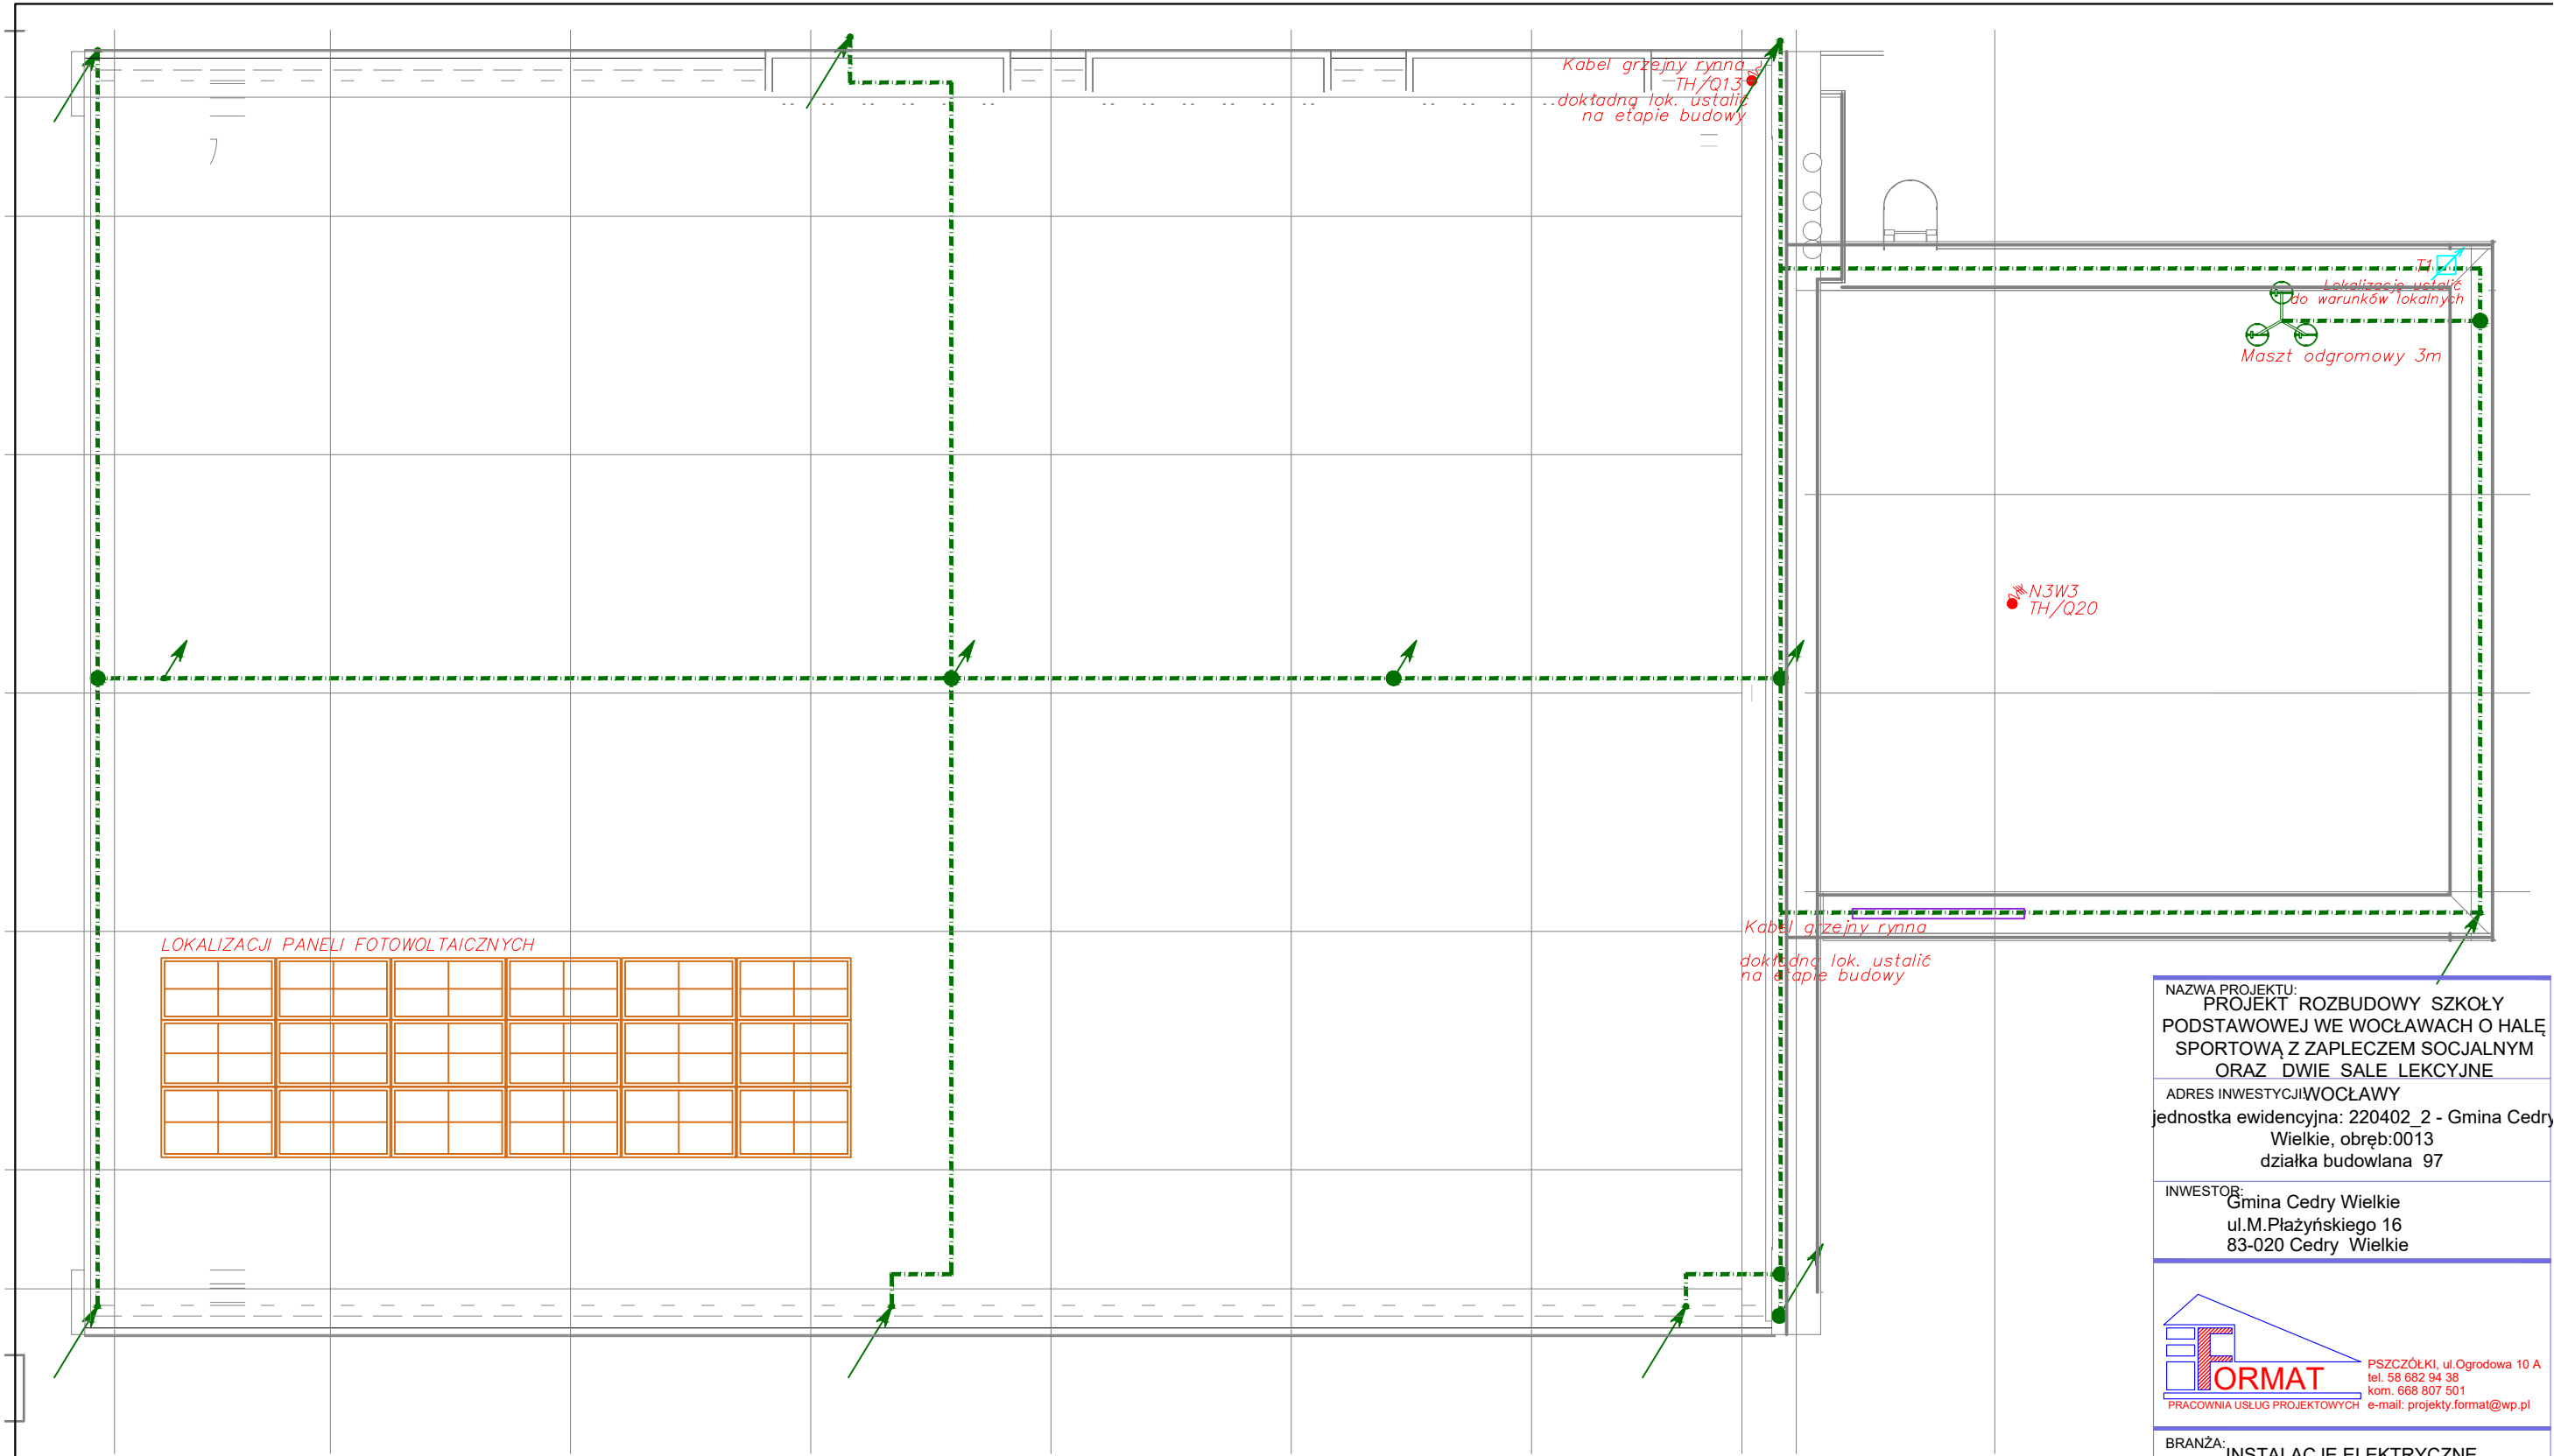 Kabel grzejny rynna
TH/Q13
dokładną lok. ustalić
na etapie budowy
T1
Lokalizację ustalić
do warunków lokalnych
Maszt odgromowy 3m
N3W3
TH/Q20
LOKALIZACJI PANELI FOTOWOLTAICZNYCH
Kabel grzejny rynna
dokładną lok. ustalić
na etapie budowy
NAZWA PROJEKTU:
PROJEKT ROZBUDOWY SZKOŁY
PODSTAWOWEJ WE WOCŁAWACH O HALĘ
SPORTOWĄ Z ZAPLECZEM SOCJALNYM
ORAZ DWIE SALE LEKCYJNE
ADRES INWESTYCJI: WOCŁAWY
jednostka ewidencyjna: 220402_2 - Gmina Cedry
Wielkie, obręb:0013
działka budowlana 97
INWESTOR:
Gmina Cedry Wielkie
ul.M.Płażyńskiego 16
83-020 Cedry Wielkie
FORMAT
PRACOWNIA USŁUG PROJEKTOWYCH
PSZCZÓŁKI, ul.Ogrodowa 10 A
tel. 58 682 94 38
kom. 668 807 501
e-mail: projekty.format@wp.pl
BRANŻA:
INSTALACJE ELEKTRYCZNE